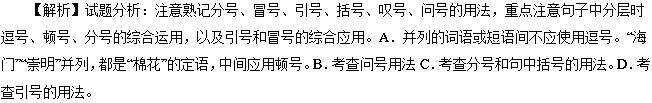 【解析】试题分析：注意熟记分号、冒号、引号、括号、叹号、问号的用法，重点注意句子中分层时
逗号、顿号、分号的综合运用，以及引号和冒号的综合应用。A．并列的词语或短语间不应使用逗号。“海
门”“崇明”并列，都是“棉花”的定语，中间应用顿号。B．考查问号用法 C．考查分号和句中括号的用法。D．考
查引号的用法。